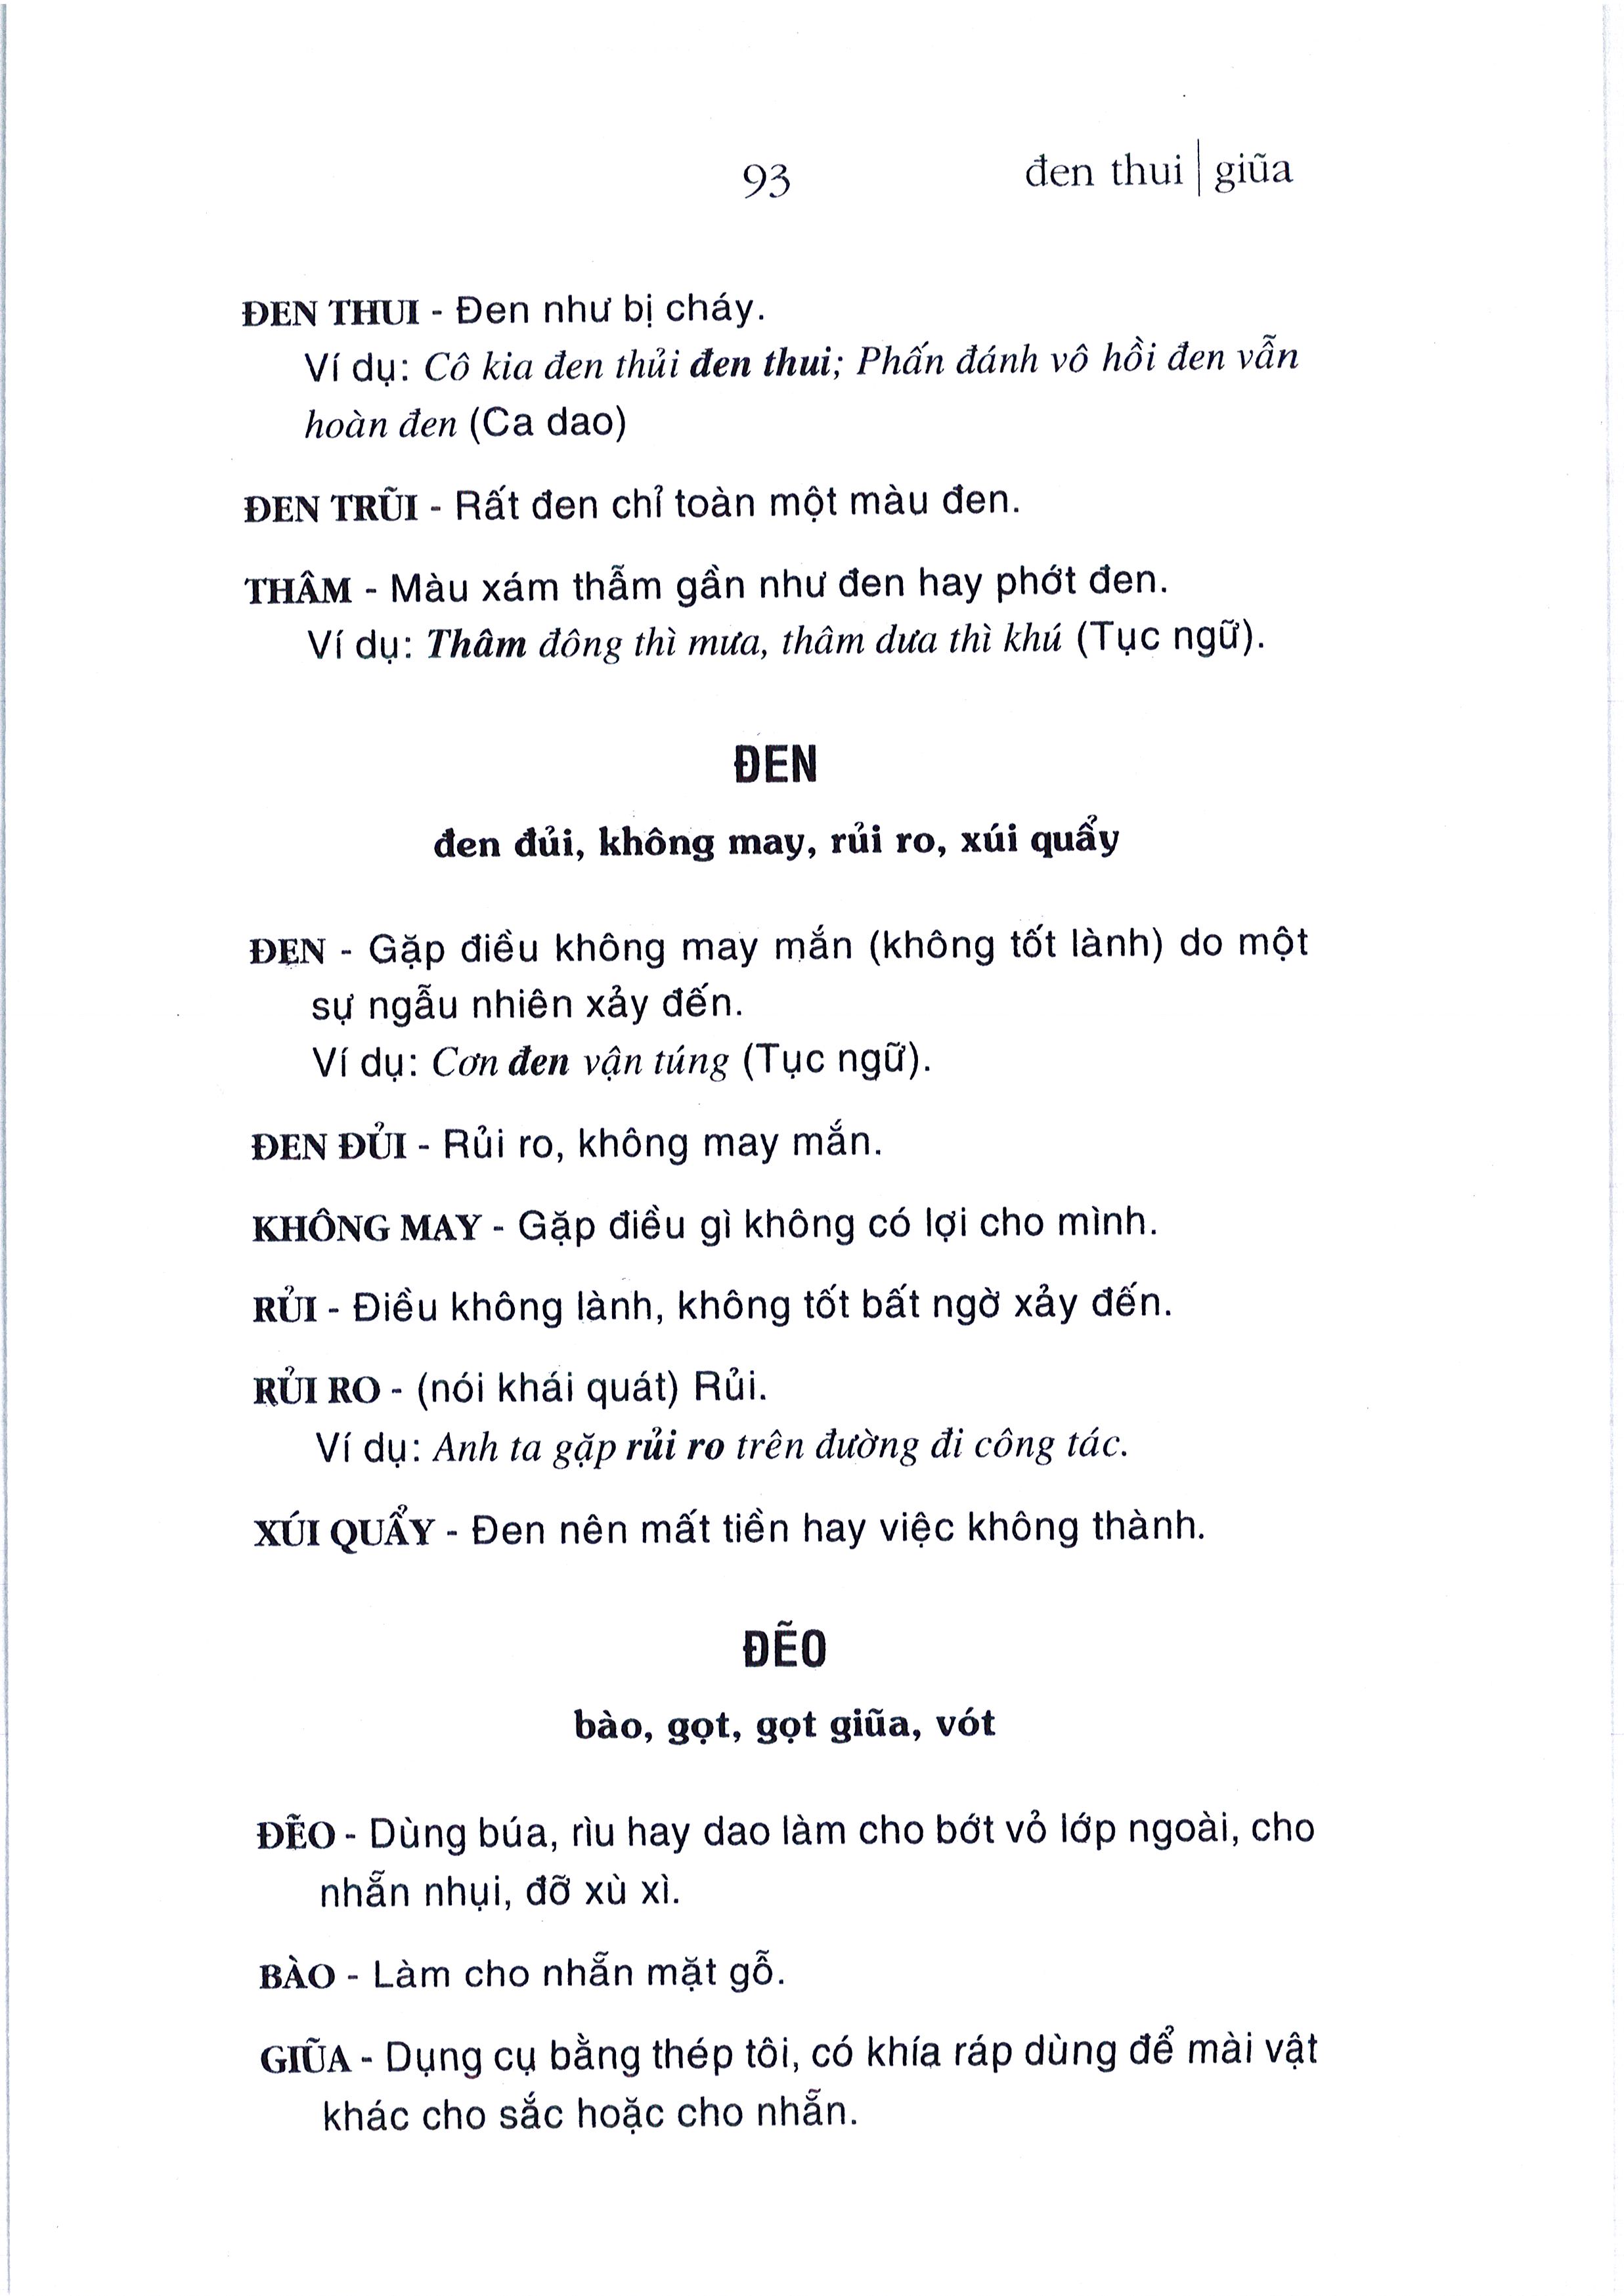 93
đen thui | giũa
ĐEN THUI - Đen như bị cháy.
Ví dụ: Cô kia đen thủi đen thui; Phấn đánh vô hồi đen vẫn
hoàn đen (Ca dao)
ĐEN TRŨI - Rất đen chỉ toàn một màu đen.
THÂM - Màu xám thẫm gần như đen hay phớt đen.
Ví dụ: Thâm đông thì mưa, thâm dưa thì khú (Tục ngữ).
ĐEN
đen đủi, không may, rủi ro, xúi quẩy
ĐEN - Gặp điều không may mắn (không tốt lành) do một
sự ngẫu nhiên xảy đến.
Ví dụ: Cơn đen vận túng (Tục ngữ).
ĐEN ĐỦI - Rủi ro, không may mắn.
KHÔNG MAY - Gặp điều gì không có lợi cho mình.
RỦI - Điều không lành, không tốt bất ngờ xảy đến.
RỦI RO - (nói khái quát) Rủi.
Ví dụ: Anh ta gặp rủi ro trên đường đi công tác.
XÚI QUẨY - Đen nên mất tiền hay việc không thành.
ĐẼO
bào, gọt, gọt giũa, vót
ĐẼO - Dùng búa, rìu hay dao làm cho bớt vỏ lớp ngoài, cho
nhẵn nhụi, đỡ xù xì.
BÀO - Làm cho nhẵn mặt gỗ.
GIŨA - Dụng cụ bằng thép tôi, có khía ráp dùng để mài vật
khác cho sắc hoặc cho nhẵn.